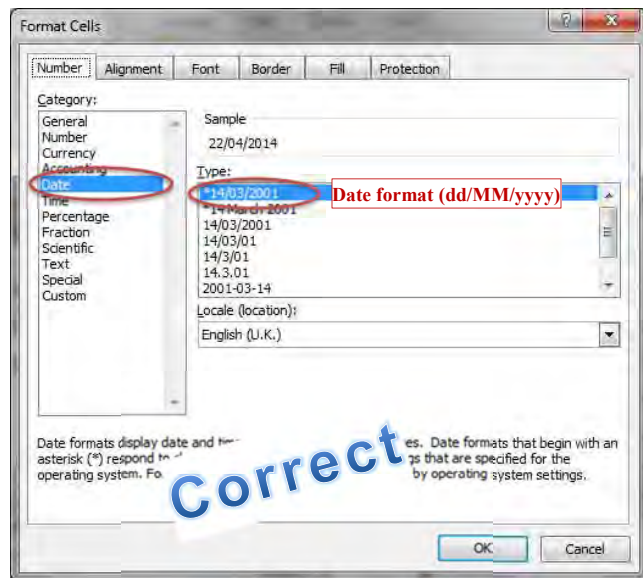 Format Cells
Number Alignment Font Border Fill Protection
Category:
General
Number
Currency
Accounting
Date
Time
Percentage
Fraction
Scientific
Text
Special
Custom
Sample
22/04/2014
Type:
*14/03/2001
Date format (dd/MM/yyyy)
*14 March 2001
14/03/2001
14/03/01
14/3/01
14.3.01
2001-03-14
Locale (location):
English (U.K.)
Date formats display date and es. Date formats that begin with an
asterisk (*) respond gs that are specified for the
operating system. by operating system settings.
Correct
OK Cancel